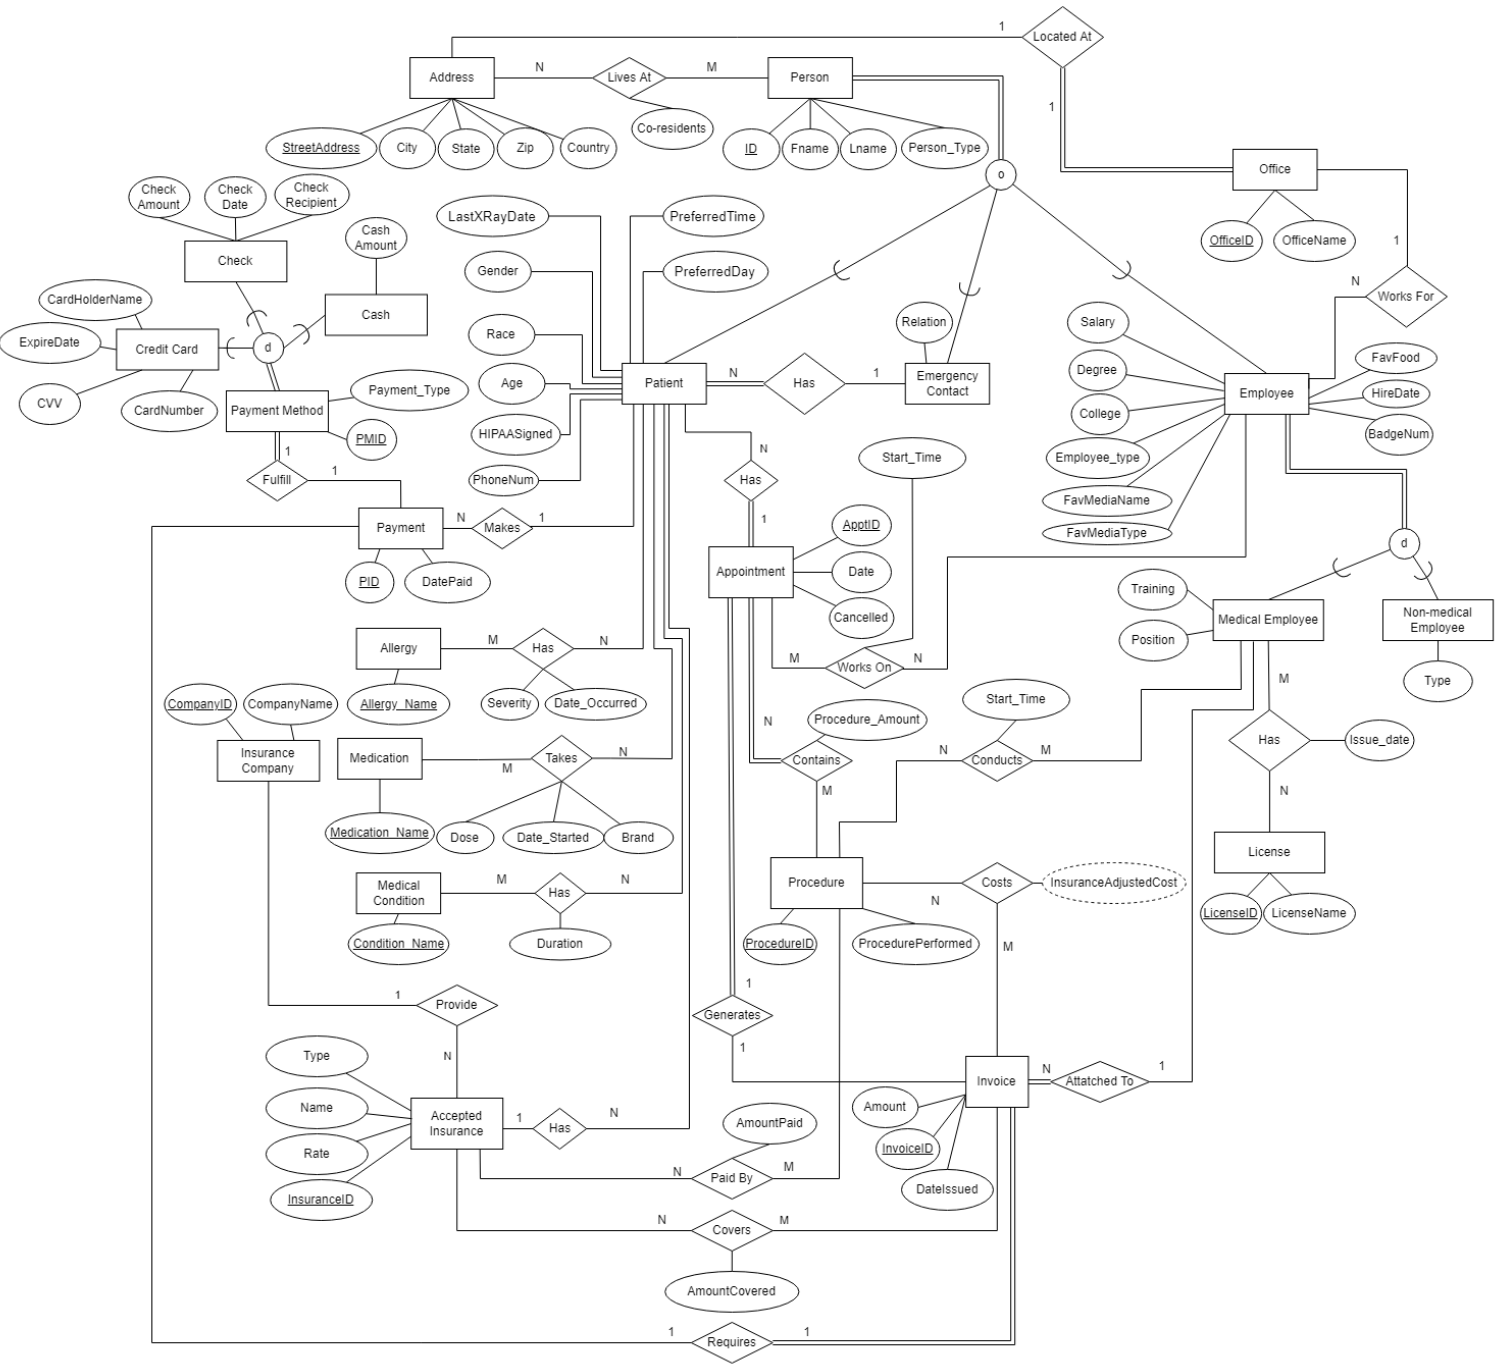 1
Located At
Address
N
Lives At
M
Person
1
Co-residents
StreetAddress
City
State
Zip
Country
ID
Fname
Lname
Person_Type
Office
o
Check
Amount
Check
Date
Check
Recipient
LastXRayDate
PreferredTime
OfficeID
OfficeName
1
Cash
Amount
Check
Gender
PreferredDay
N
Works For
CardHolderName
Cash
Relation
Salary
ExpireDate
Credit Card
d
Race
FavFood
Degree
Payment_Type
Age
Patient
N
Has
1
Emergency
Contact
Employee
HireDate
CVV
CardNumber
Payment Method
College
HIPAASigned
BadgeNum
PMID
1
N
Start_Time
Employee_type
Fulfill
1
PhoneNum
Has
FavMediaName
Payment
N
Makes
1
1
ApptID
FavMediaType
d
PID
DatePaid
Appointment
Date
Training
Cancelled
Medical Employee
Non-medical
Employee
Allergy
M
Has
N
Position
M
Works On
N
Type
M
CompanyID
CompanyName
Allergy_Name
Severity
Date_Occurred
Start_Time
N
Procedure_Amount
Has
Issue_date
Insurance
Company
Medication
M
Takes
N
Contains
N
Conducts
M
M
N
Medication_Name
Dose
Date_Started
Brand
License
Medical
Condition
M
Has
N
Procedure
Costs
InsuranceAdjustedCost
N
LicenseID
LicenseName
Condition_Name
Duration
ProcedureID
ProcedurePerformed
M
1
1
Provide
Generates
1
N
Type
Invoice
N
Attatched To
1
Name
Amount
Accepted
Insurance
1
Has
N
AmountPaid
Rate
InvoiceID
N
Paid By
M
InsuranceID
DateIssued
N
Covers
M
AmountCovered
1
Requires
1